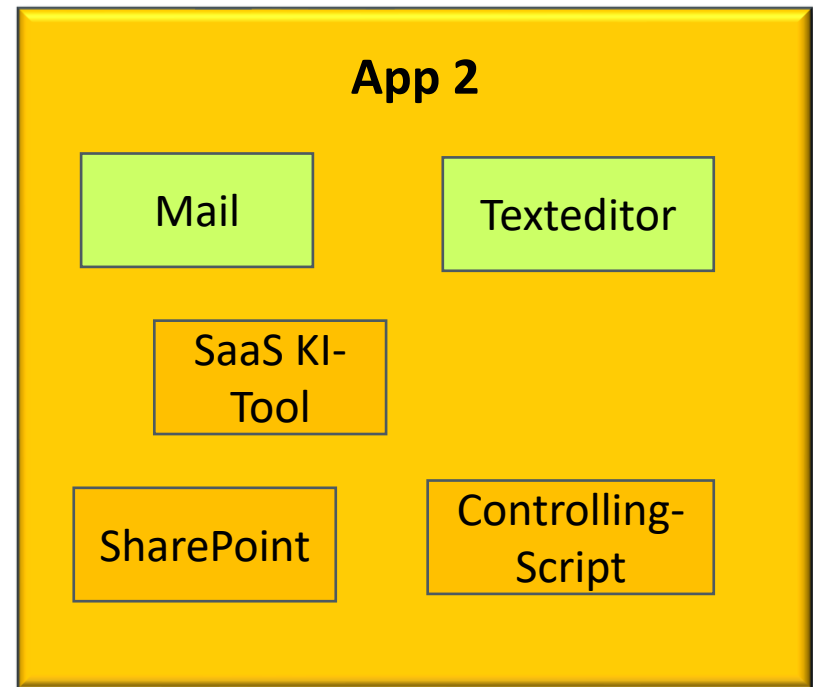 App 2
Mail
Texteditor
SaaS KI-
Tool
SharePoint
Controlling-
Script